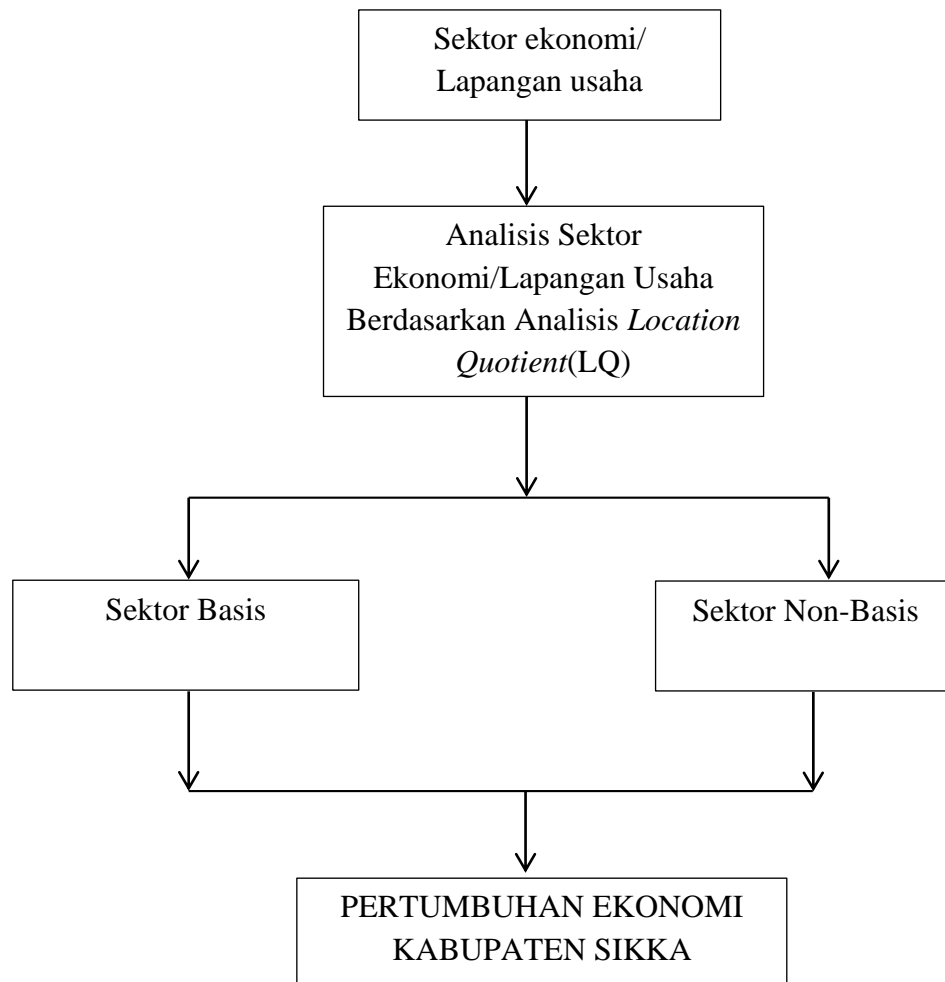 Sektor ekonomi/
Lapangan usaha
Analisis Sektor
Ekonomi/Lapangan Usaha
Berdasarkan Analisis Location
Quotient(LQ)
Sektor Basis
Sektor Non-Basis
PERTUMBUHAN EKONOMI
KABUPATEN SIKKA